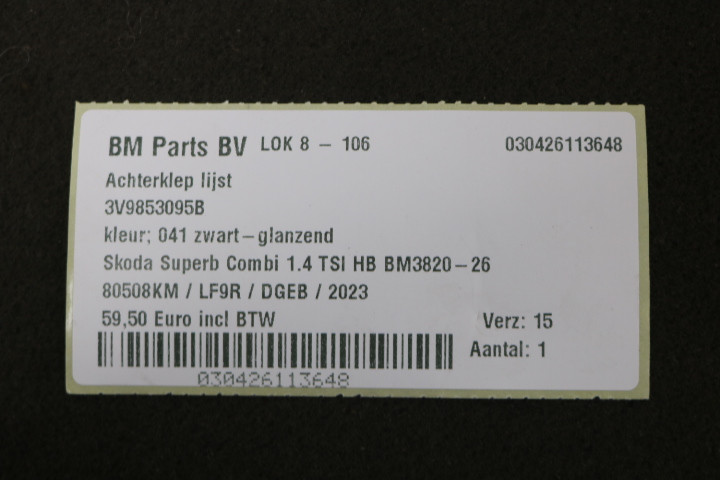 BM Parts BV LOK 8 - 106 030426113648
Achterklep lijst
3V9853095B
kleur; 041 zwart-glanzend
Skoda Superb Combi 1.4 TSI HB BM3820-26
80508KM / LF9R / DGEB / 2023
59,50 Euro incl BTW Verz: 15
Aantal: 1
030426113648